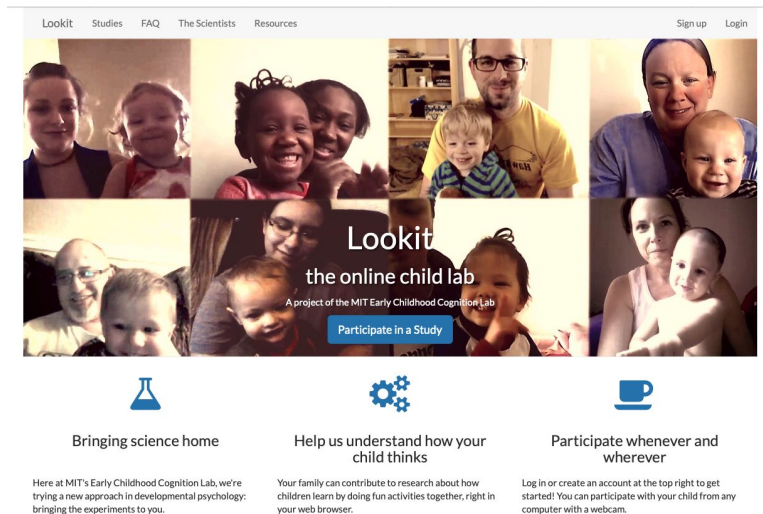 Lookit Studies FAQ The Scientists Resources Sign up Login
Lookit
the online child lab
A project of the MIT Early Childhood Cognition Lab
Participate in a Study
Bringing science home
Here at MIT's Early Childhood Cognition Lab, we're
trying a new approach in developmental psychology:
bringing the experiments to you.
Help us understand how your
child thinks
Your family can contribute to research about how
children learn by doing fun activities together, right in
your web browser.
Participate whenever and
wherever
Log in or create an account at the top right to get
started! You can participate with your child from any
computer with a webcam.